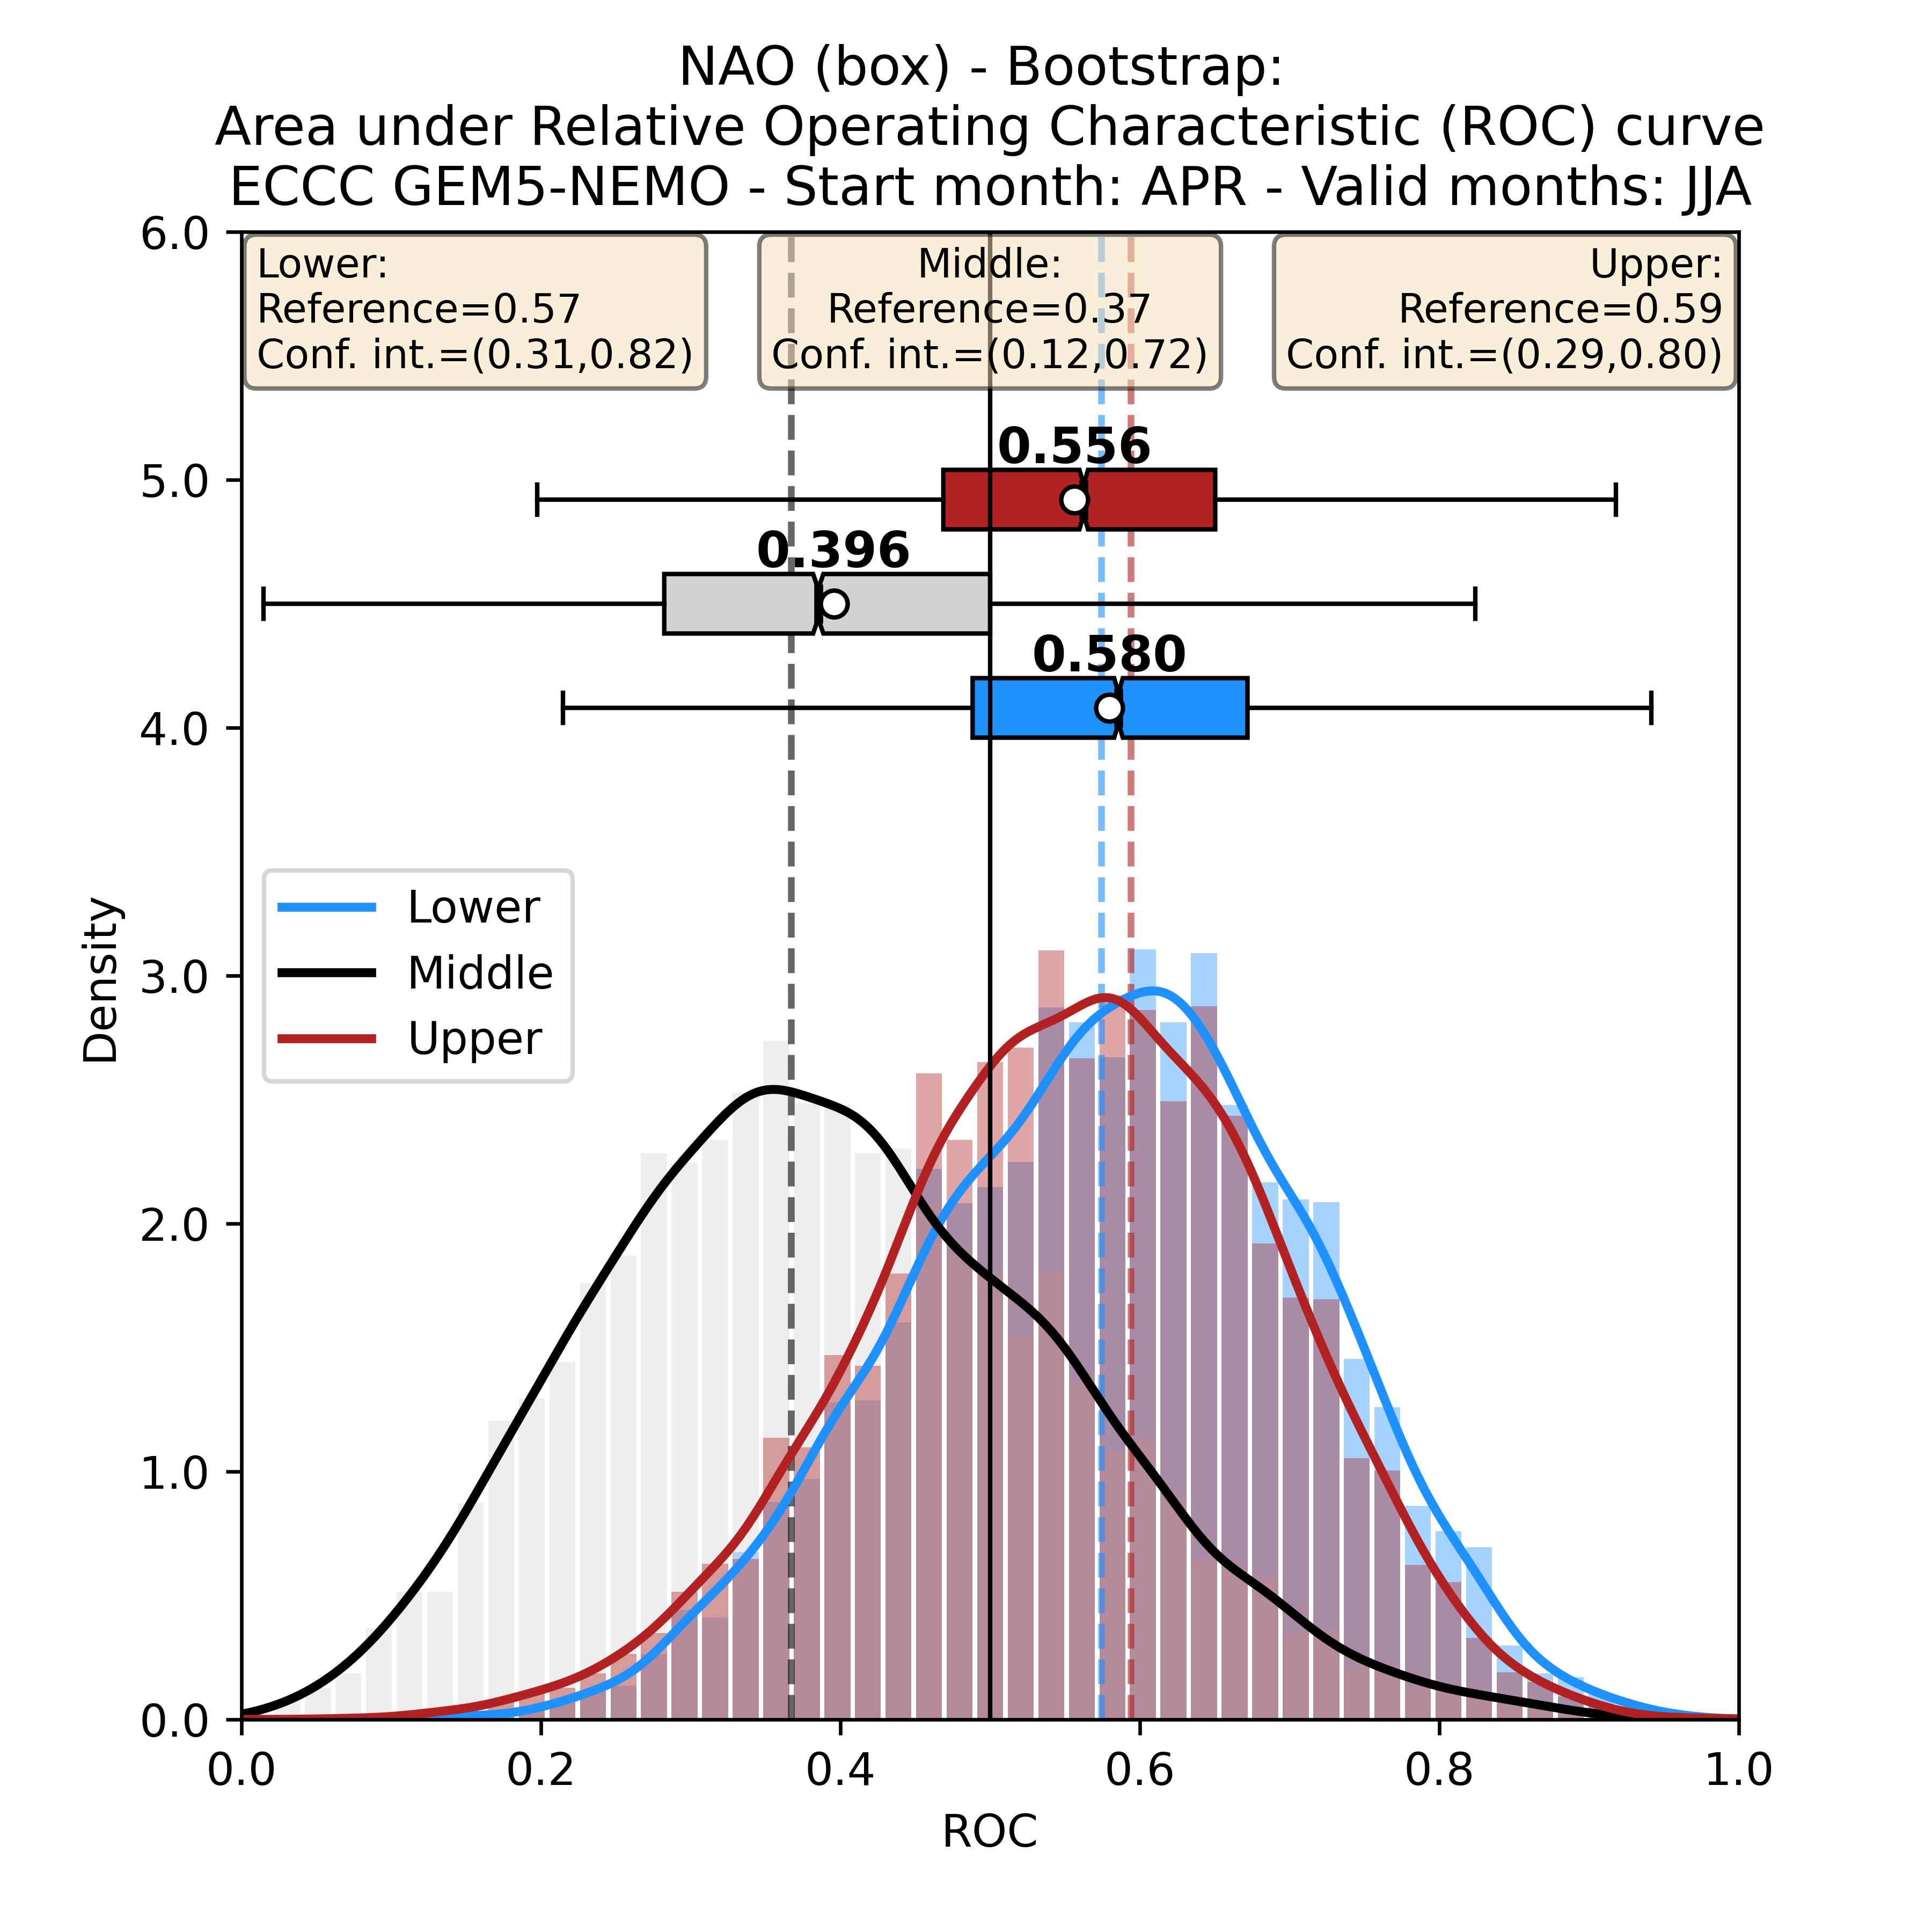 NAO (box) - Bootstrap:
Area under Relative Operating Characteristic (ROC) curve
ECCC GEM5-NEMO - Start month: APR - Valid months: JJA
Lower:
Reference=0.57
Conf. int.=(0.31,0.82)
Middle:
Reference=0.37
Conf. int.=(0.12,0.72)
Upper:
Reference=0.59
Conf. int.=(0.29,0.80)
0.556
0.396
0.580
Lower
Middle
Upper
Density
6.0
5.0
4.0
3.0
2.0
1.0
0.0
0.0
0.2
0.4
0.6
0.8
1.0
ROC